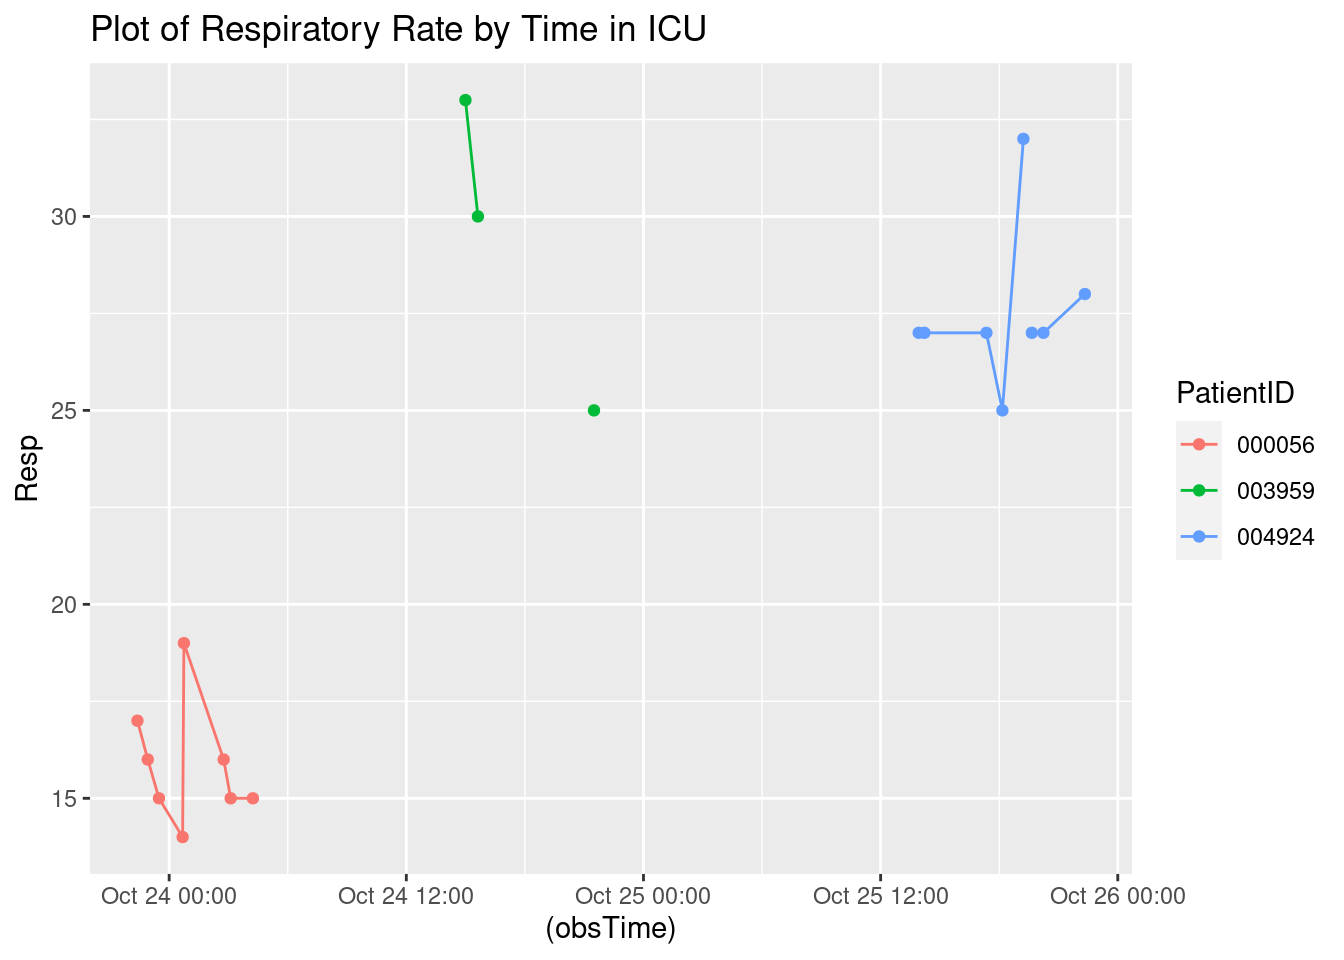 Plot of Respiratory Rate by Time in ICU
Resp
30
25
20
15
Oct 24 00:00
Oct 24 12:00
Oct 25 00:00
Oct 25 12:00
Oct 26 00:00
(obsTime)
PatientID
000056
003959
004924